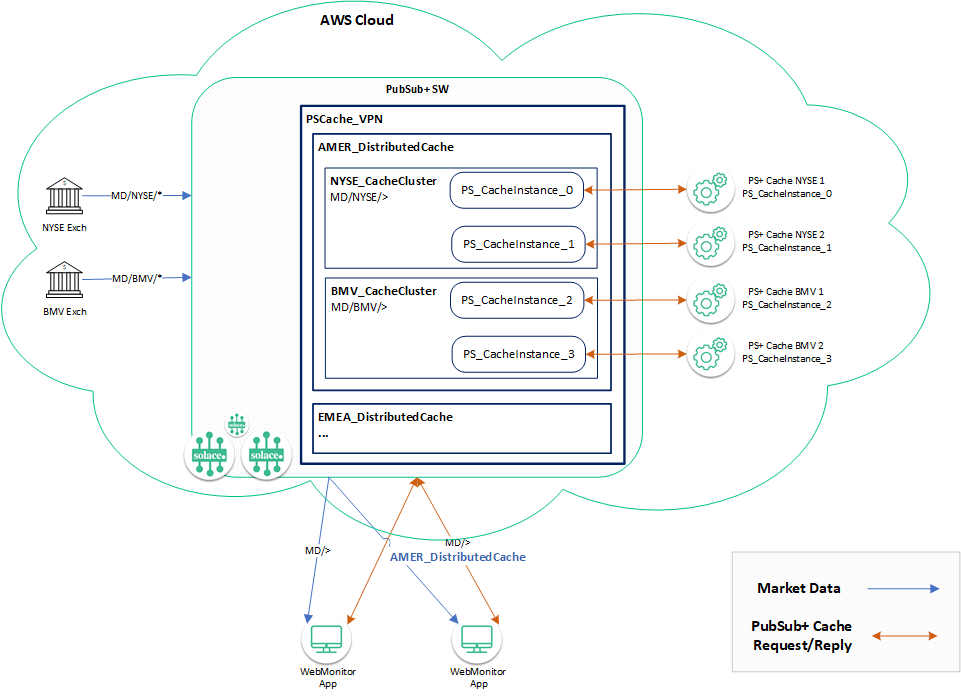 AWS Cloud
PubSub+ SW
PSCache_VPN
AMER_DistributedCache
NYSE_CacheCluster
MD/NYSE/>
PS_CacheInstance_0
PS_CacheInstance_1
BMV_CacheCluster
MD/BMV/>
PS_CacheInstance_2
PS_CacheInstance_3
EMEA_DistributedCache
...
MD/NYSE/*
NYSE Exch
MD/BMV/*
BMV Exch
PS+ Cache NYSE 1
PS_CacheInstance_0
PS+ Cache NYSE 2
PS_CacheInstance_1
PS+ Cache BMV 1
PS_CacheInstance_2
PS+ Cache BMV 2
PS_CacheInstance_3
solace.
solace.
solace.
MD/>
MD/>
AMER_DistributedCache
WebMonitor
App
WebMonitor
App
Market Data
PubSub+ Cache
Request/Reply